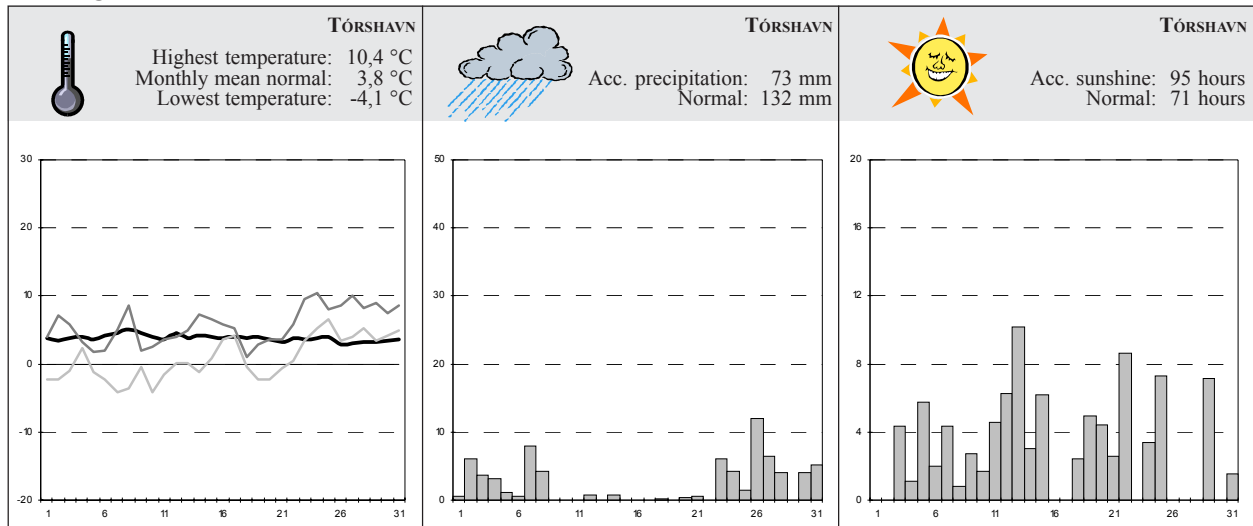 TÓRSHAVN
Highest temperature: 10,4 °C
Monthly mean normal: 3,8 °C
Lowest temperature: -4,1 °C
30
20
10
0
-10
-20
1 6 11 16 21 26 31
TÓRSHAVN
Acc. precipitation: 73 mm
Normal: 132 mm
50
40
30
20
10
0
1 6 11 16 21 26 31
TÓRSHAVN
Acc. sunshine: 95 hours
Normal: 71 hours
20
16
12
8
4
0
1 6 11 16 21 26 31